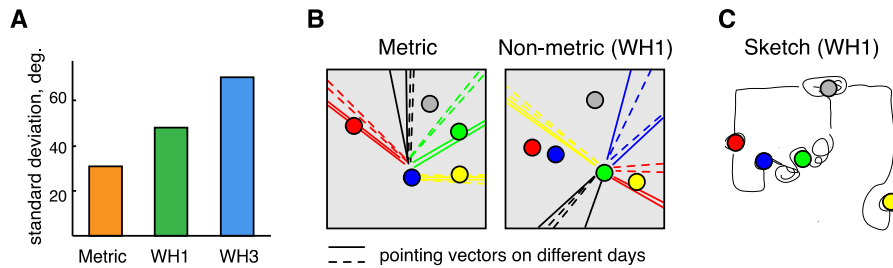 A
standard deviation, deg.
60
40
20
Metric
WH1
WH3
B
Metric
Non-metric (WH1)
pointing vectors on different days
C
Sketch (WH1)